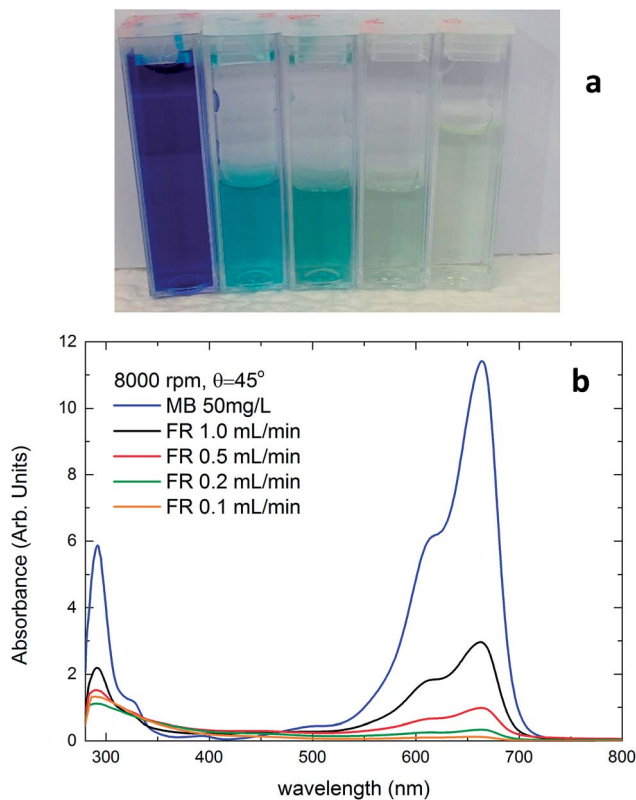 a
12
10
8
6
4
2
0
Absorbance (Arb. Units)
b
8000 rpm, θ=45°
MB 50mg/L
FR 1.0 mL/min
FR 0.5 mL/min
FR 0.2 mL/min
FR 0.1 mL/min
300 400 500 600 700 800
wavelength (nm)